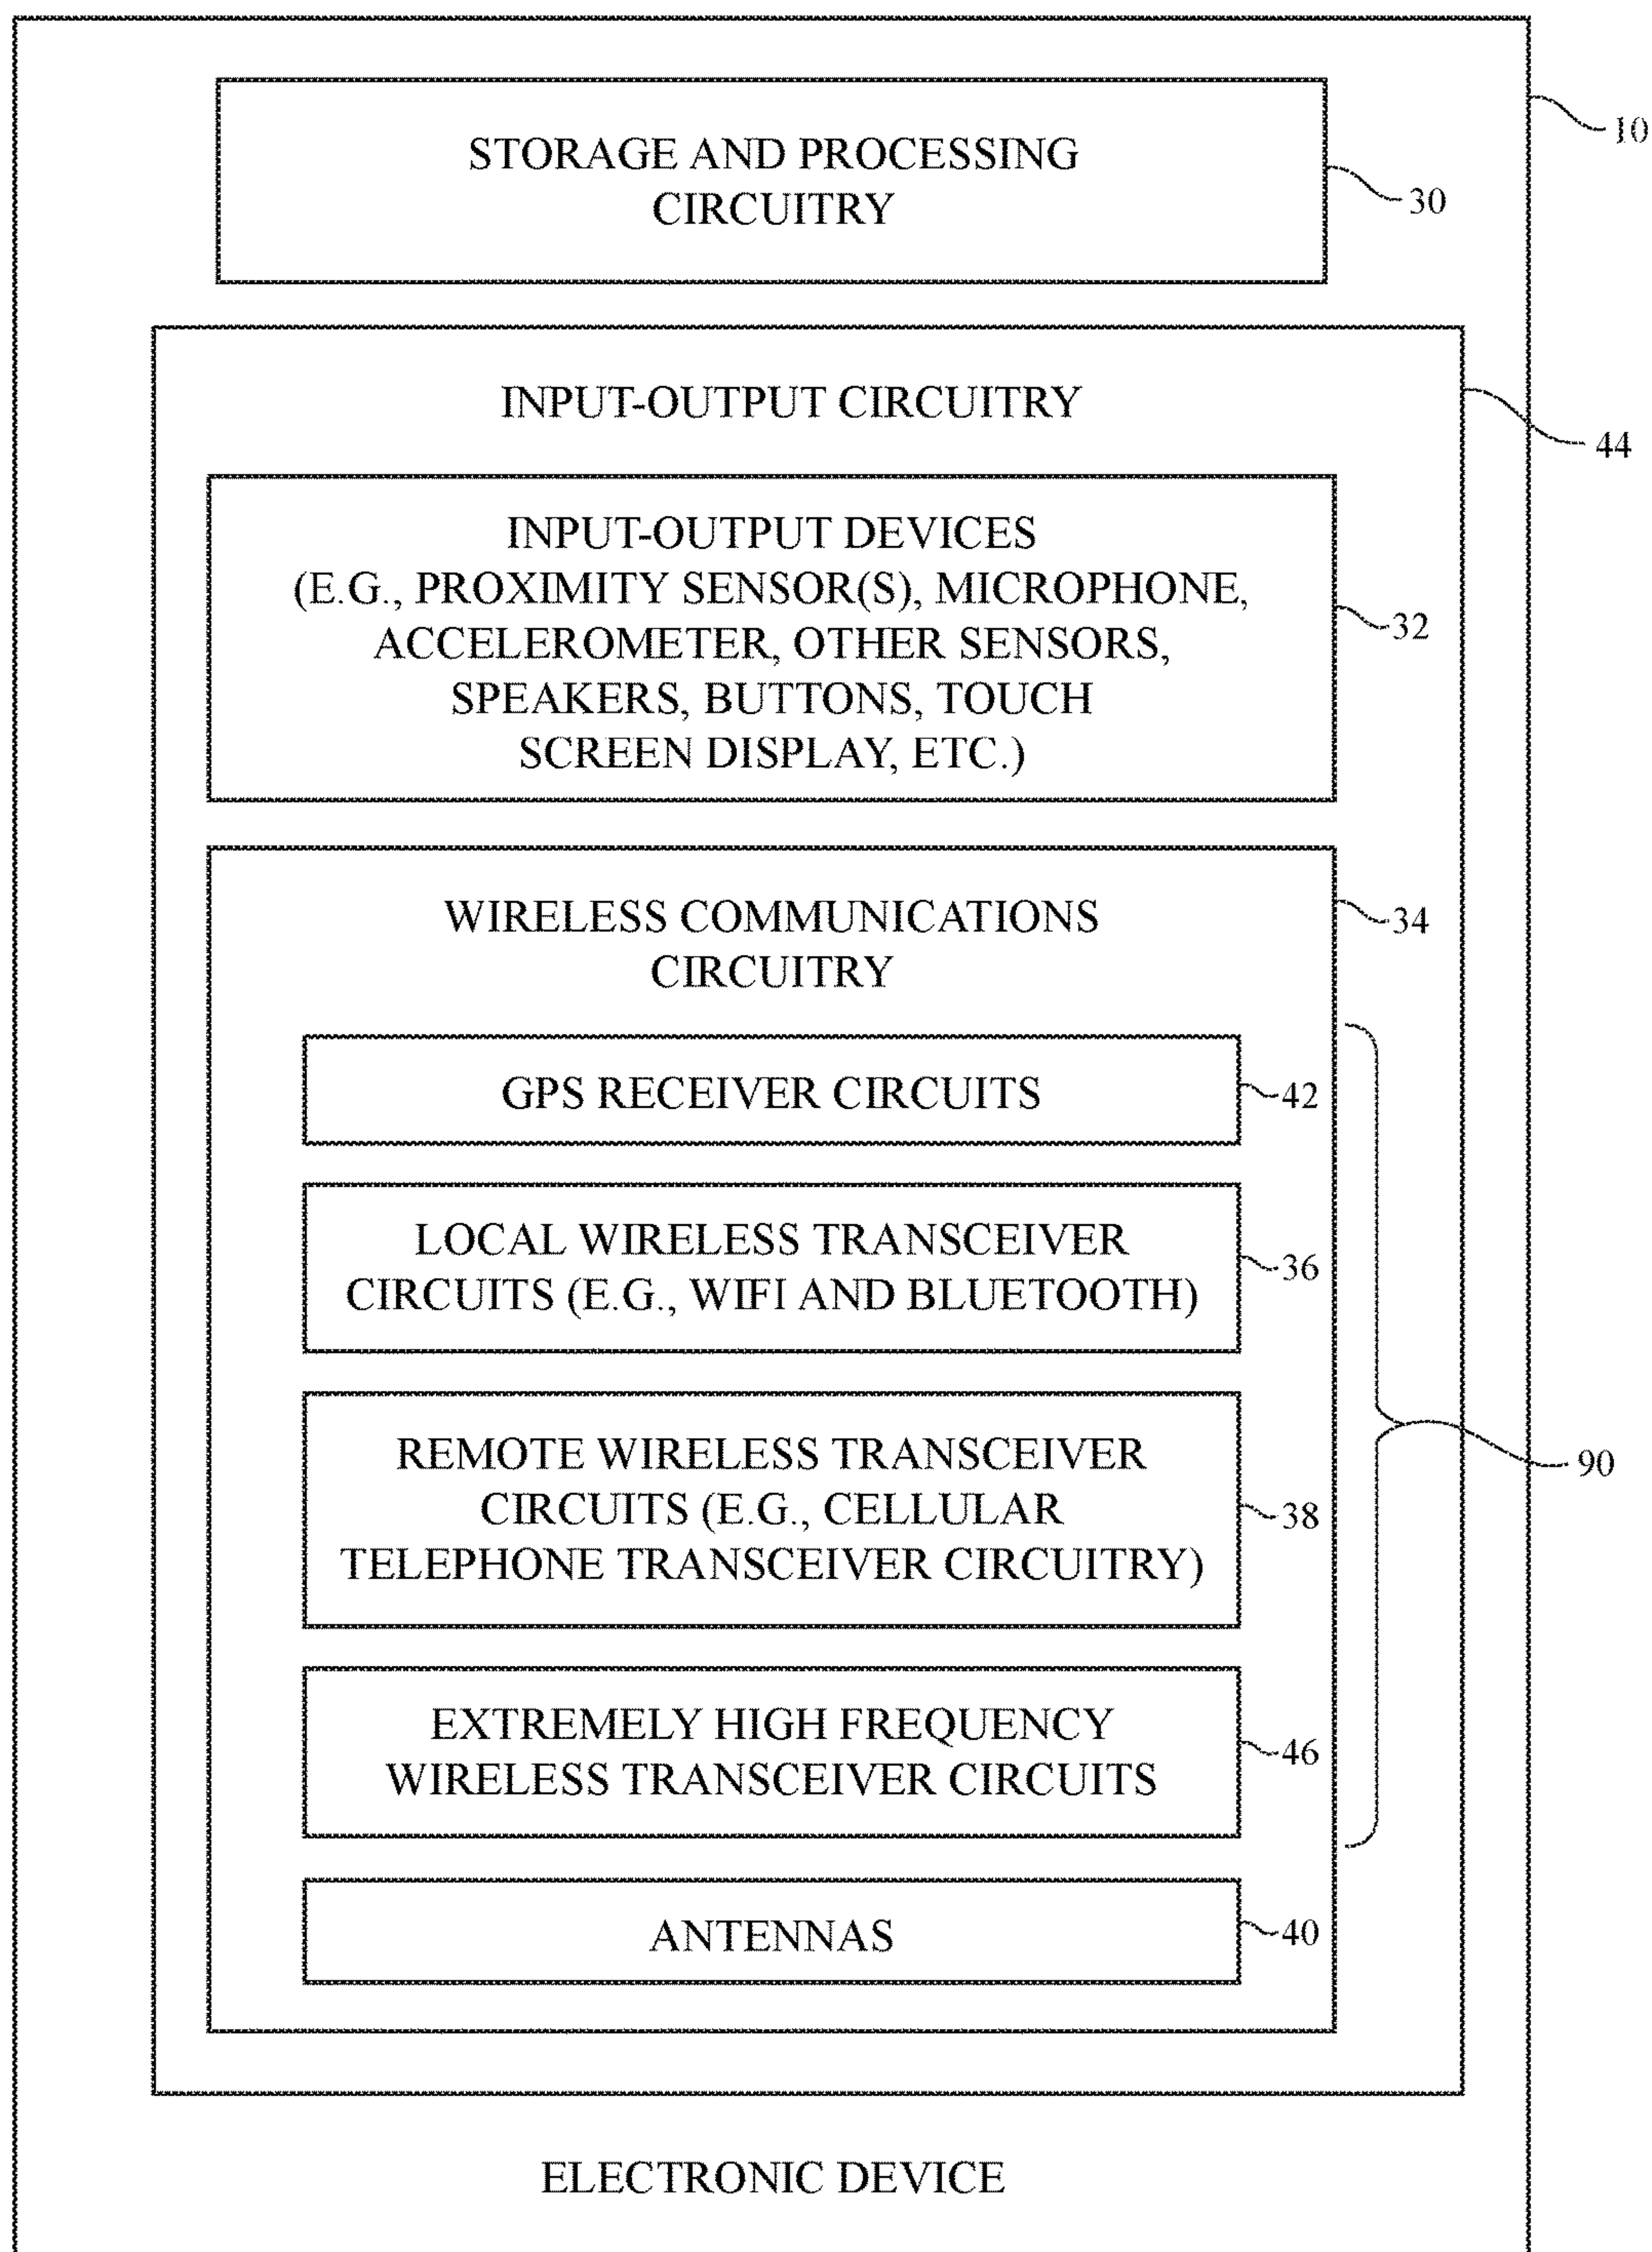 10
STORAGE AND PROCESSING
CIRCUITRY
30
INPUT-OUTPUT CIRCUITRY
44
INPUT-OUTPUT DEVICES
(E.G., PROXIMITY SENSOR(S), MICROPHONE,
ACCELEROMETER, OTHER SENSORS,
SPEAKERS, BUTTONS, TOUCH
SCREEN DISPLAY, ETC.)
32
WIRELESS COMMUNICATIONS
CIRCUITRY
34
GPS RECEIVER CIRCUITS
42
LOCAL WIRELESS TRANSCEIVER
CIRCUITS (E.G., WIFI AND BLUETOOTH)
36
REMOTE WIRELESS TRANSCEIVER
CIRCUITS (E.G., CELLULAR
TELEPHONE TRANSCEIVER CIRCUITRY)
38
90
EXTREMELY HIGH FREQUENCY
WIRELESS TRANSCEIVER CIRCUITS
46
ANTENNAS
40
ELECTRONIC DEVICE